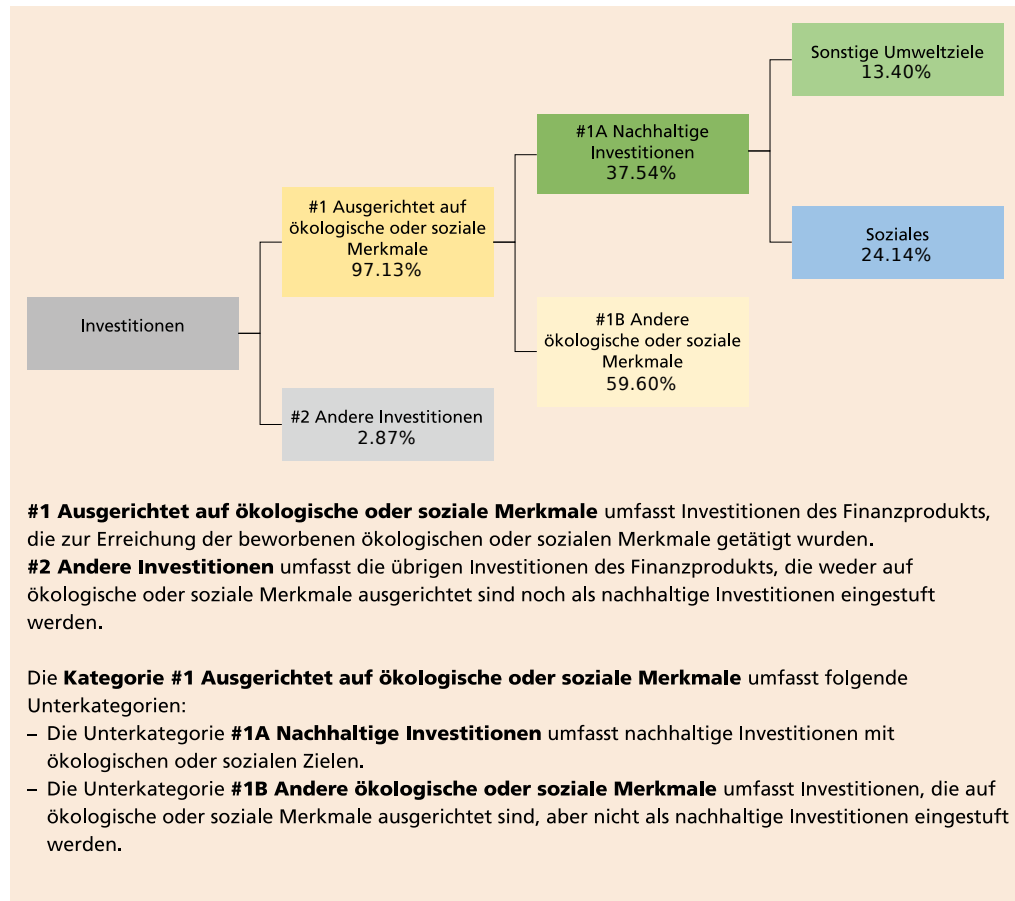 Sonstige Umweltziele
13.40%
#1A Nachhaltige
Investitionen
37.54%
#1 Ausgerichtet auf
ökologische oder soziale
Merkmale
97.13%
Soziales
24.14%
Investitionen
#1B Andere
ökologische oder soziale
Merkmale
59.60%
#2 Andere Investitionen
2.87%
#1 Ausgerichtet auf ökologische oder soziale Merkmale umfasst Investitionen des Finanzprodukts,
die zur Erreichung der beworbenen ökologischen oder sozialen Merkmale getätigt wurden.
#2 Andere Investitionen umfasst die übrigen Investitionen des Finanzprodukts, die weder auf
ökologische oder soziale Merkmale ausgerichtet sind noch als nachhaltige Investitionen eingestuft
werden.
Die Kategorie #1 Ausgerichtet auf ökologische oder soziale Merkmale umfasst folgende
Unterkategorien:
– Die Unterkategorie #1A Nachhaltige Investitionen umfasst nachhaltige Investitionen mit
ökologischen oder sozialen Zielen.
– Die Unterkategorie #1B Andere ökologische oder soziale Merkmale umfasst Investitionen, die auf
ökologische oder soziale Merkmale ausgerichtet sind, aber nicht als nachhaltige Investitionen eingestuft
werden.